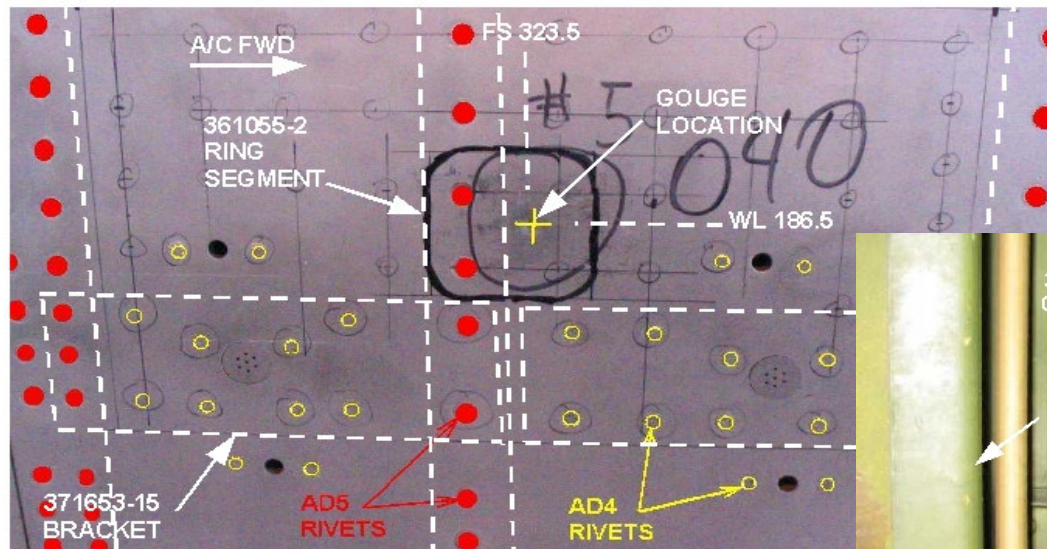 FS 323.5
A/C FWD
# 5
GOUGE
LOCATION
040
361055-2
RING
SEGMENT
WL 186.5
371653-15
BRACKET
AD5
RIVETS
AD4
RIVETS